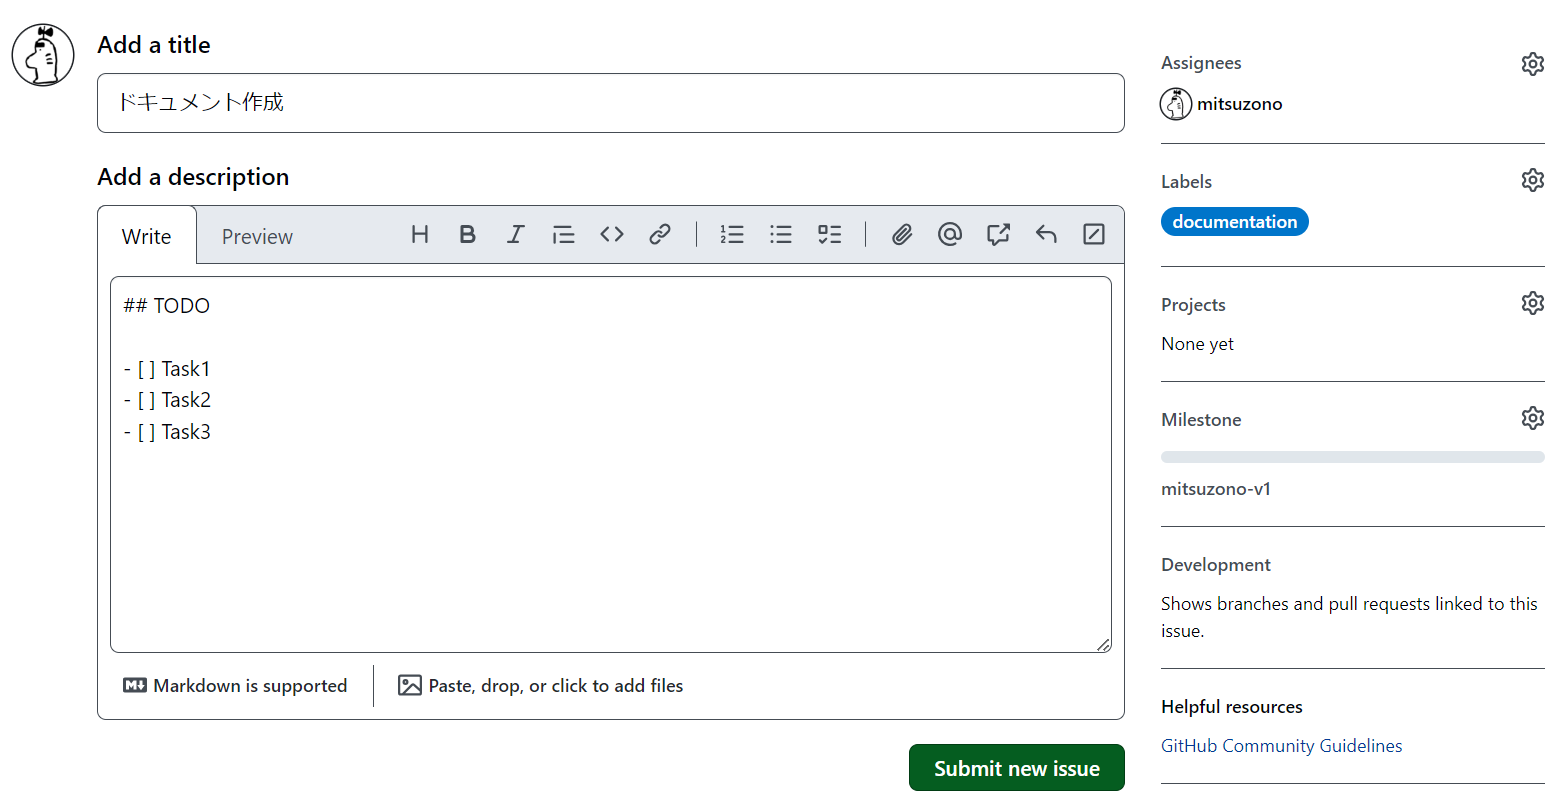 Add a title
ドキュメント作成
Add a description
Write
Preview
## TODO
- [ ] Task1
- [ ] Task2
- [ ] Task3
Markdown is supported
Paste, drop, or click to add files
Submit new issue
Assignees
mitsuzono
Labels
documentation
Projects
None yet
Milestone
mitsuzono-v1
Development
Shows branches and pull requests linked to this
issue.
Helpful resources
GitHub Community Guidelines